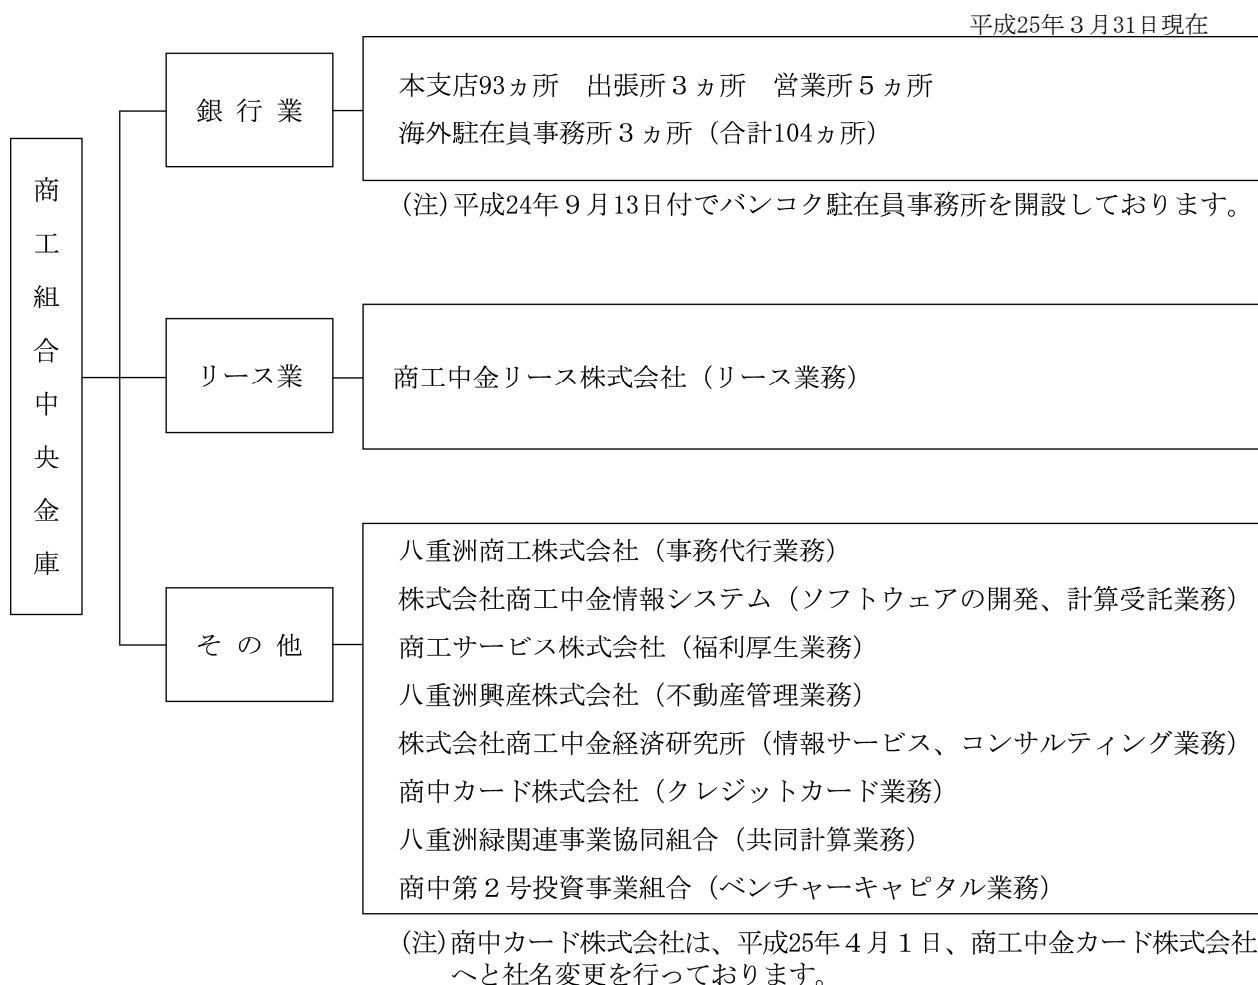 平成25年３月31日現在
商工組合中央金庫
銀行業
本支店93ヵ所　出張所３ヵ所　営業所５ヵ所
海外駐在員事務所３ヵ所（合計104ヵ所）
(注)平成24年９月13日付でバンコク駐在員事務所を開設しております。
リース業
商工中金リース株式会社（リース業務）
その他
八重洲商工株式会社（事務代行業務）
株式会社商工中金情報システム（ソフトウェアの開発、計算受託業務）
商工サービス株式会社（福利厚生業務）
八重洲興産株式会社（不動産管理業務）
株式会社商工中金経済研究所（情報サービス、コンサルティング業務）
商中カード株式会社（クレジットカード業務）
八重洲緑関連事業協同組合（共同計算業務）
商中第２号投資事業組合（ベンチャーキャピタル業務）
(注)商中カード株式会社は、平成25年４月１日、商工中金カード株式会社
へと社名変更を行っております。